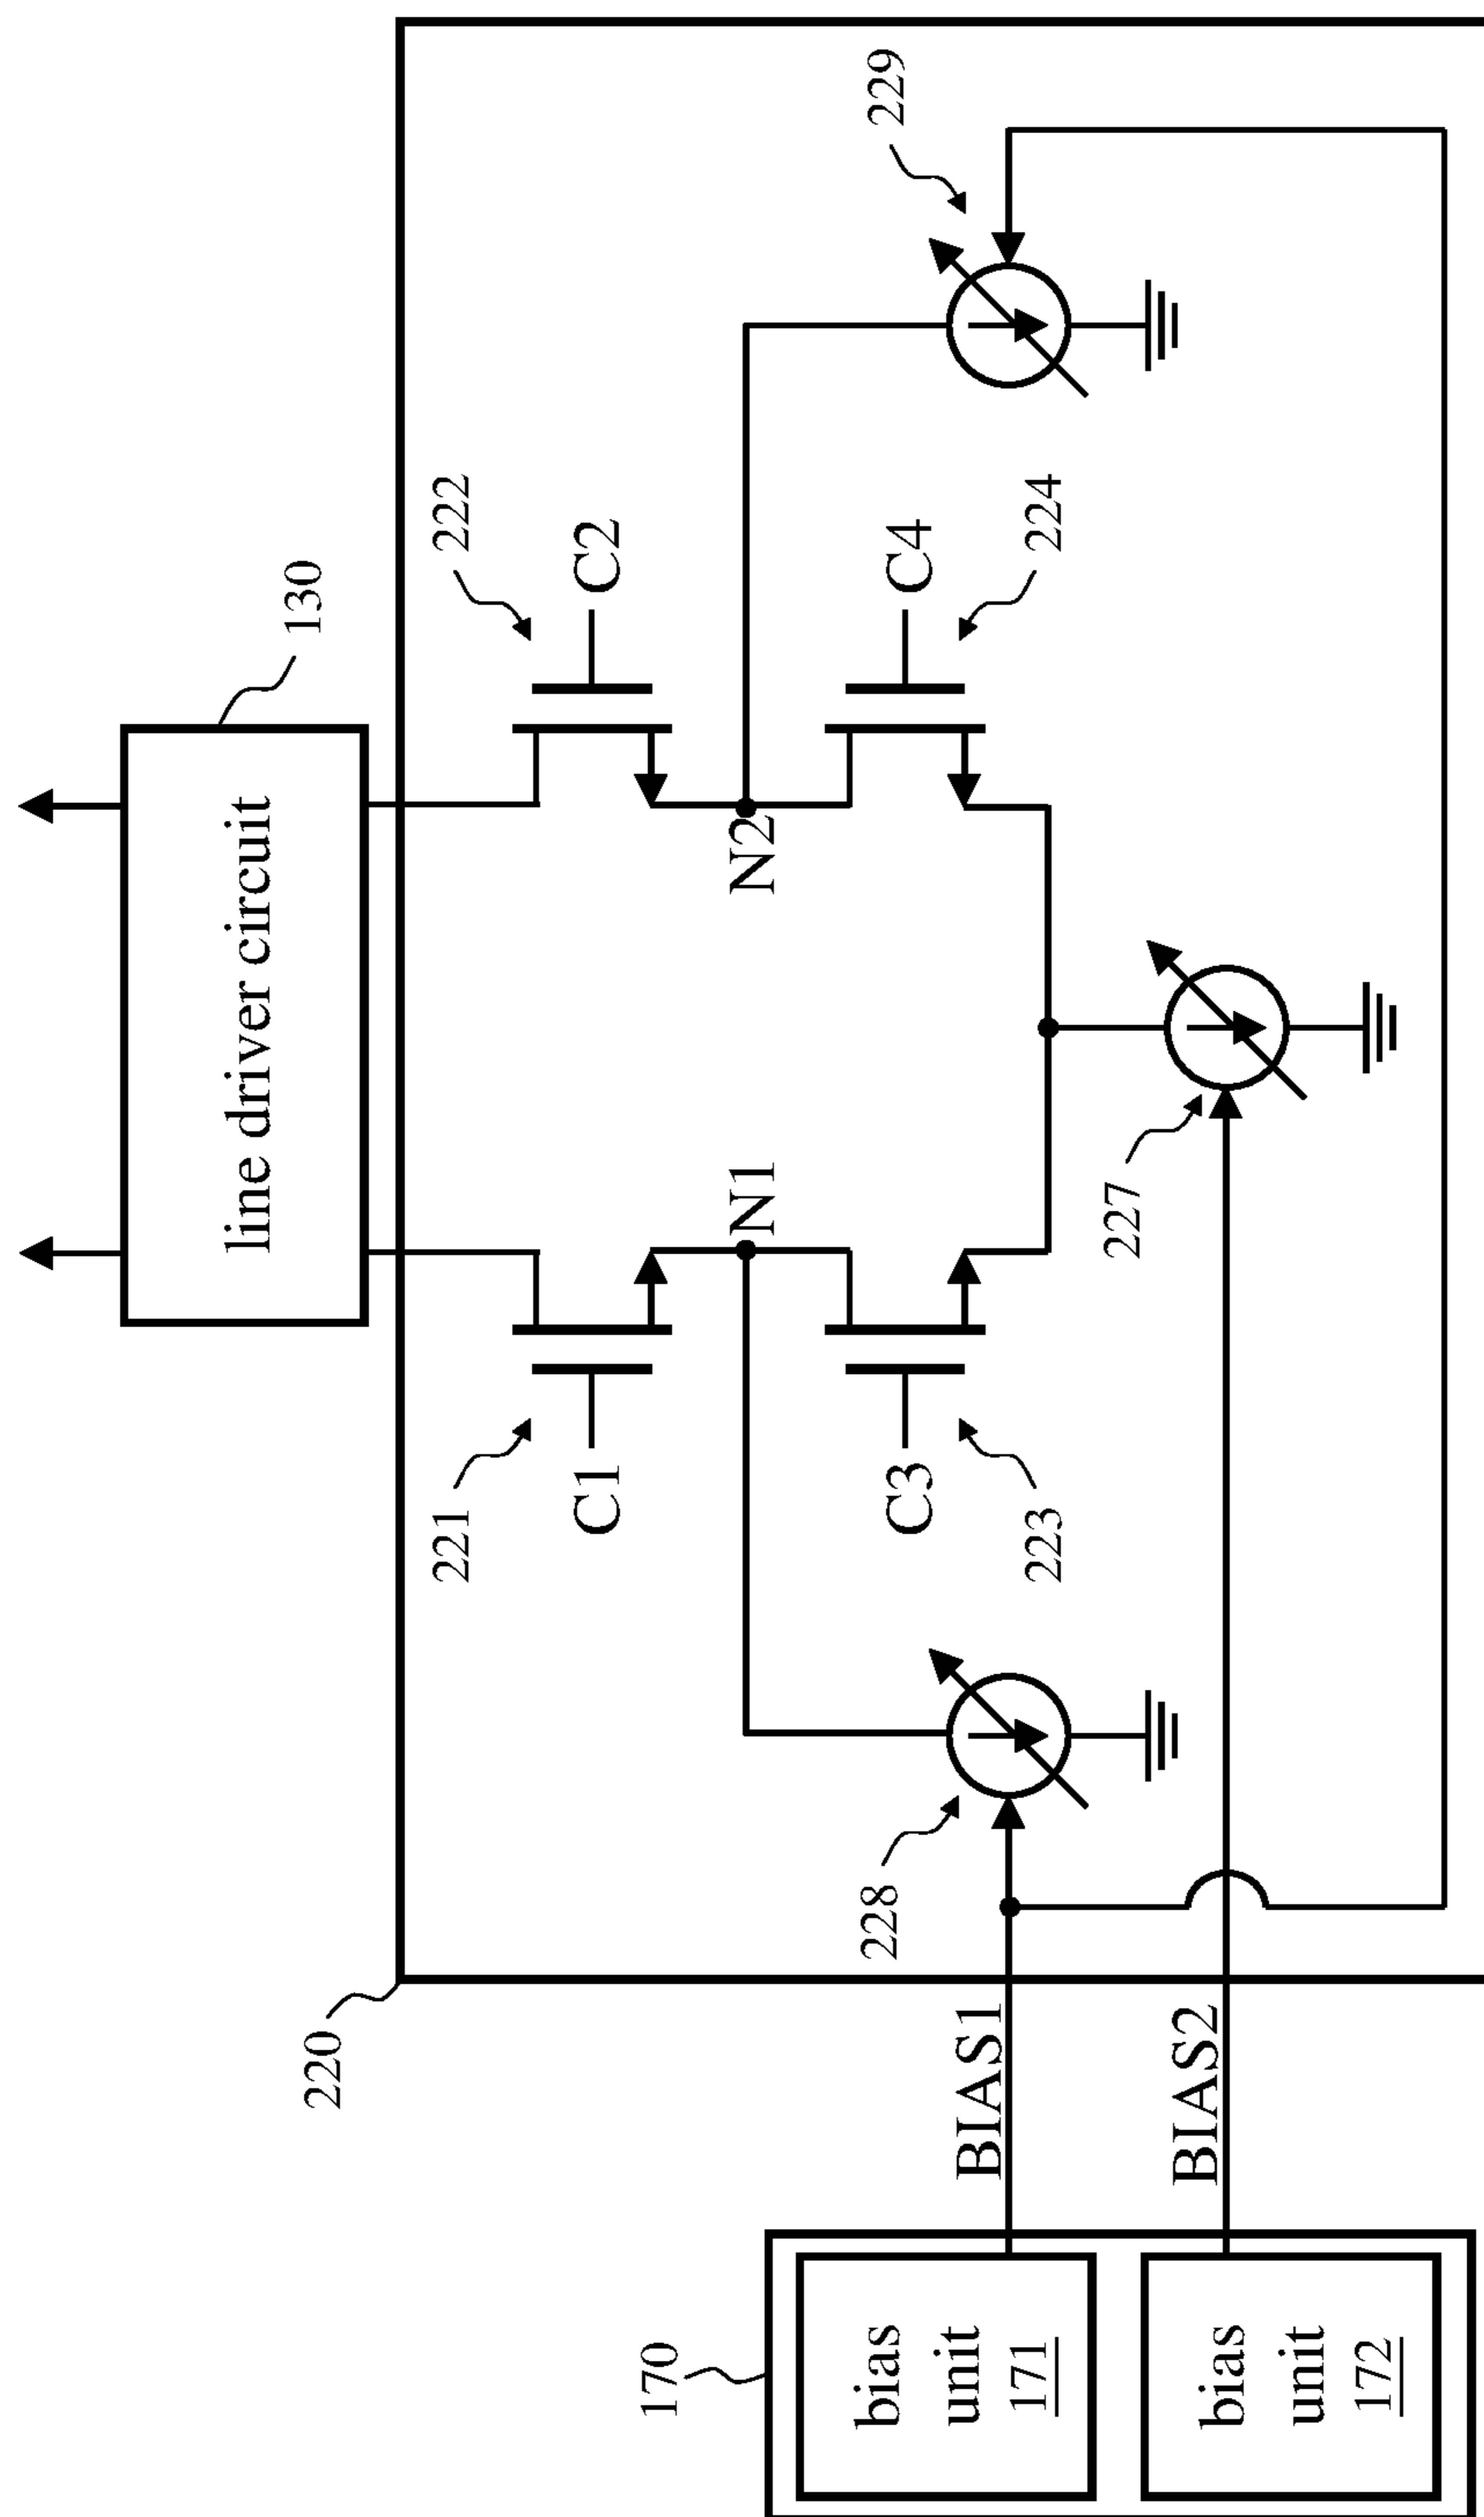 130
line driver circuit
220
221
222
C1
C2
N1
N2
170
228
229
C3
C4
BIAS1
223
224
bias
unit
171
227
BIAS2
bias
unit
172